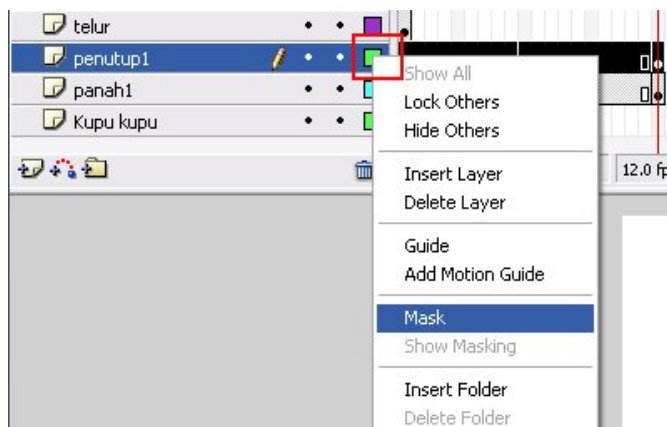 telur
penutup1
panah1
Kupu kupu
12.0
Show All
Lock Others
Hide Others
Insert Layer
Delete Layer
Guide
Add Motion Guide
Mask
Show Masking
Insert Folder
Delete Folder